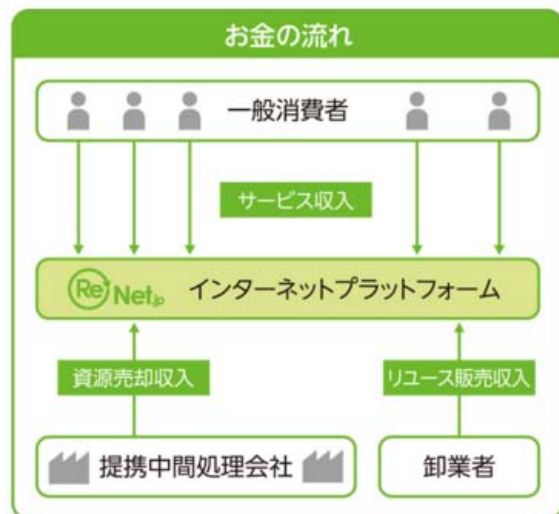 お金の流れ
一般消費者
サービス収入
ReNet.jp インターネットプラットフォーム
資源売却収入 リユース販売収入
提携中間処理会社 卸業者